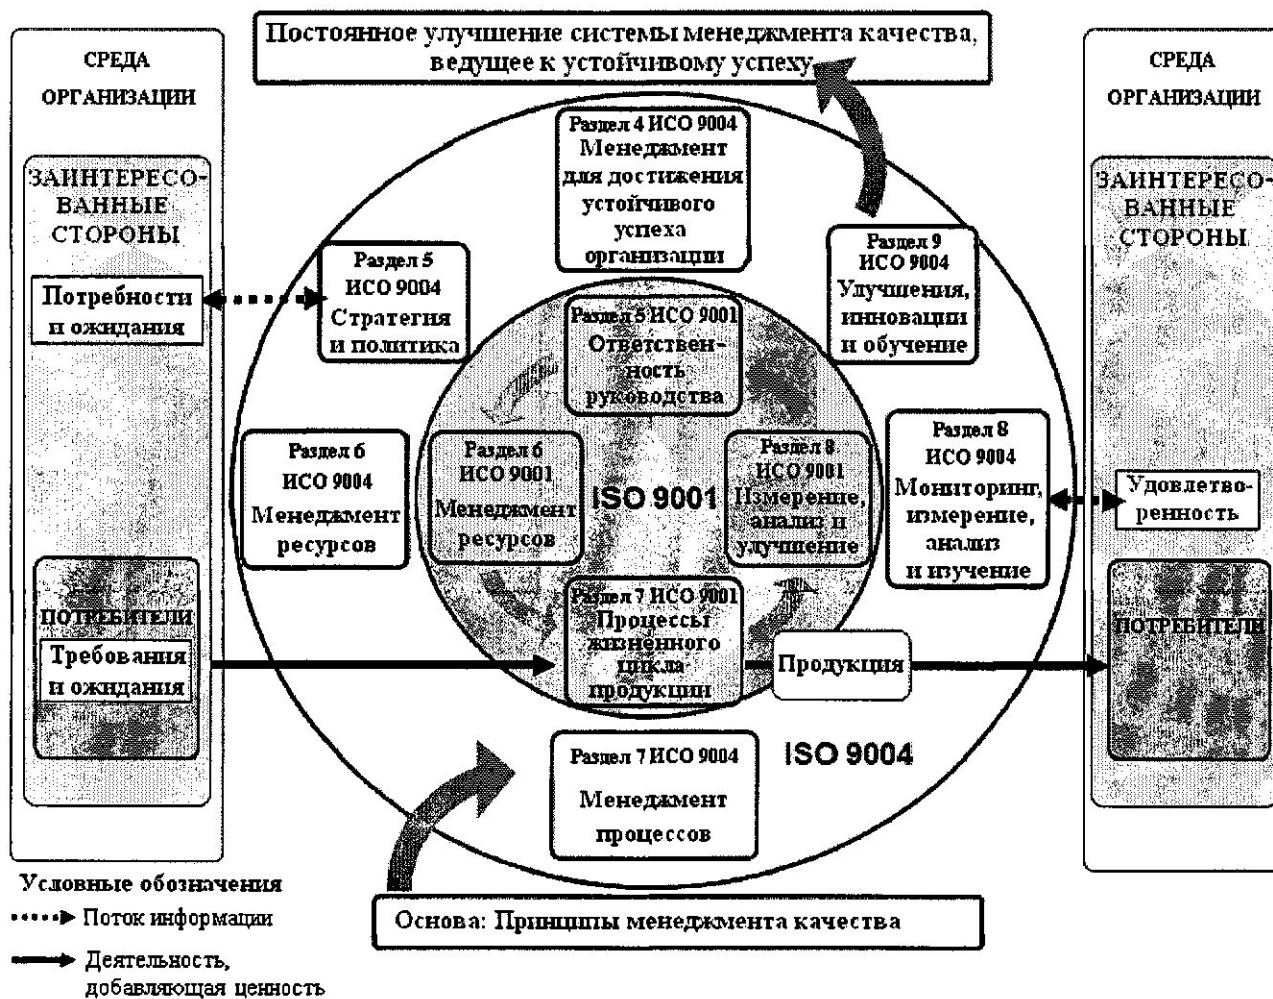 Постоянное улучшение системы менеджмента качества,
ведущее к устойчивому успеху
СРЕДА
ОРГАНИЗАЦИИ
ЗАИНТЕРЕСО-
ВАННЫЕ
СТОРОНЫ
Потребности
и ожидания
ПОТРЕБИТЕЛИ
Требования
и ожидания
Раздел 4 ИСО 9004
Менеджмент
для достижения
устойчивого
успеха
организации
Раздел 5
ИСО 9004
Стратегия
и политика
Раздел 9
ИСО 9004
Улучшения,
инновации
и обучение
Раздел 5 ИСО 9001
Ответствен-
ность
руководства
Раздел 6
ИСО 9004
Менеджмент
ресурсов
Раздел 6
ИСО 9001
Менеджмент
ресурсов
ISO 9001
Раздел 8
ИСО 9001
Измерение,
анализ и
улучшение
Раздел 8
ИСО 9004
Мониторинг,
измерение,
анализ
и изучение
Раздел 7 ИСО 9001
Процессы
жизненного
цикла
продукции
Продукция
Раздел 7 ИСО 9004
Менеджмент
процессов
ISO 9004
СРЕДА
ОРГАНИЗАЦИИ
ЗАИНТЕРЕСО-
ВАННЫЕ
СТОРОНЫ
Удовлетво-
ренность
ПОТРЕБИТЕЛИ
Основа: Принципы менеджмента качества
Условные обозначения
Поток информации
Деятельность,
добавляющая ценность